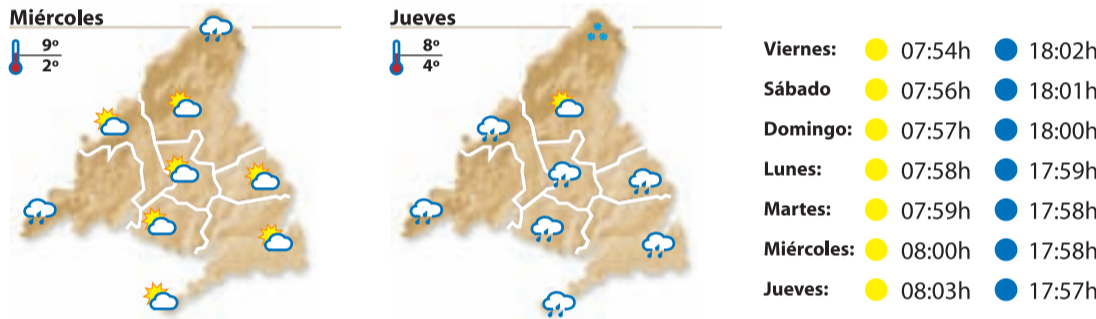 Miércoles
9º
2º
Jueves
8º
4º
Viernes: 07:54h 18:02h
Sábado 07:56h 18:01h
Domingo: 07:57h 18:00h
Lunes: 07:58h 17:59h
Martes: 07:59h 17:58h
Miércoles: 08:00h 17:58h
Jueves: 08:03h 17:57h